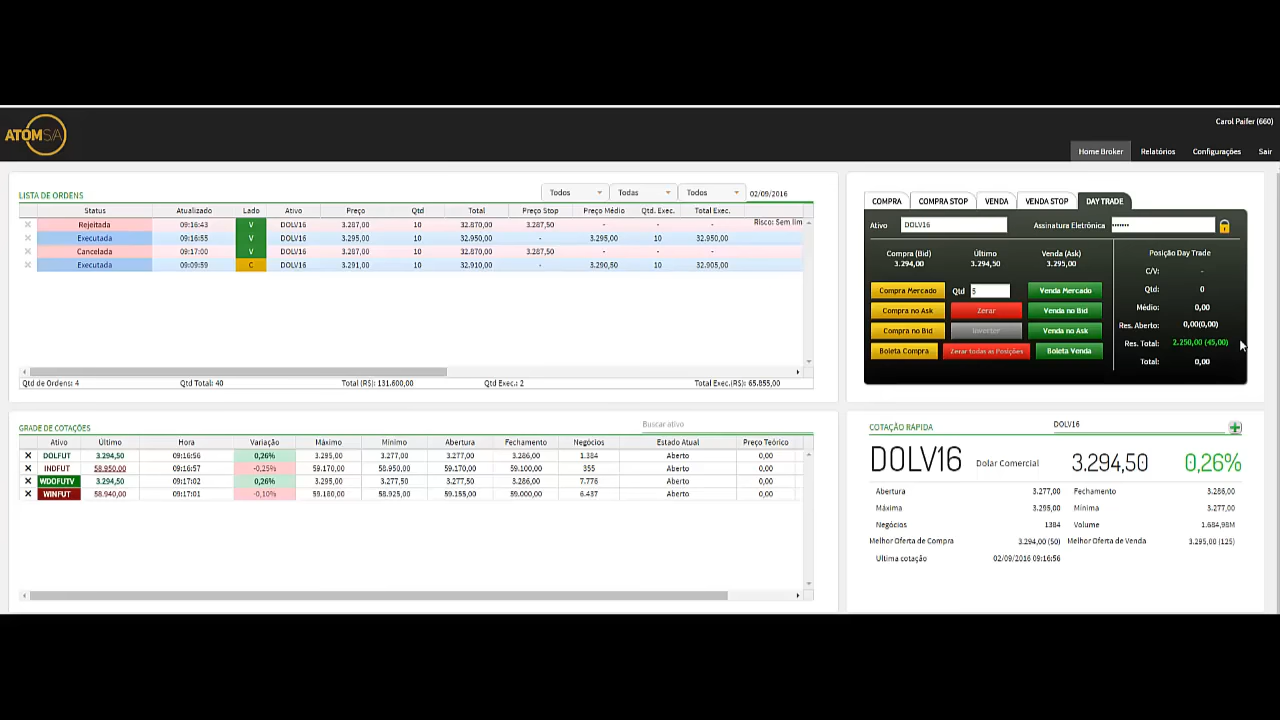 ATOMS/A
Carol Paifer (660)
Home Broker Relatórios Configurações Sair
LISTA DE ORDENS Todos Todas Todos 02/09/2016
Status Atualizado Lado Ativo Preço Qtd Total Preço Stop Preço Médio Qtd. Exec. Total Exec.
Rejeitada 09:16:43 V DOLV16 3.287,00 10 32.870,00 3.287,50 - - - Risco: Sem lim
Executada 09:16:55 V DOLV16 3.295,00 10 32.950,00 - 3.295,00 10 32.950,00
Cancelada 09:17:00 V DOLV16 3.287,00 10 32.870,00 3.287,50 - - -
Executada 09:09:59 C DOLV16 3.291,00 10 32.910,00 - 3.290,50 10 32.905,00
Qtd de Ordens: 4 Qtd Total: 40 Total (R$): 131.600,00 Qtd Exec.: 2 Total Exec.(R$): 65.855,00
COMPRA COMPRA STOP VENDA VENDA STOP DAY TRADE
Ativo DOLV16 Assinatura Eletrônica •••••••
Compra (Bid) Último Venda (Ask) Posição Day Trade
3.294,00 3.294,50 3.295,00
C/V: -
Compra Mercado Qtd 5 Venda Mercado Qtd: 0
Compra no Ask Zerar Venda no Bid Médio: 0,00
Compra no Bid Inverter Venda no Ask Res. Aberto: 0,00(0,00)
Boleta Compra Zerar todas as Posições Boleta Venda Res. Total: 2.250,00 (45,00)
Total: 0,00
GRADE DE COTAÇÕES Buscar ativo
Ativo Último Hora Variação Máximo Mínimo Abertura Fechamento Negócios Estado Atual Preço Teórico
DOLFUT 3.294,50 09:16:56 0,26% 3.295,00 3.277,00 3.277,00 3.286,00 1.384 Aberto 0,00
INDFUT 58.950,00 09:16:57 -0,25% 59.170,00 58.950,00 59.170,00 59.100,00 355 Aberto 0,00
WDOFUTV 3.294,50 09:17:02 0,26% 3.295,00 3.277,50 3.277,50 3.286,00 7.776 Aberto 0,00
WINFUT 58.940,00 09:17:01 -0,10% 59.180,00 58.925,00 59.155,00 59.000,00 6.437 Aberto 0,00
COTAÇÃO RÁPIDA DOLV16
DOLV16 Dolar Comercial 3.294,50 0,26%
Abertura 3.277,00 Fechamento 3.286,00
Máxima 3.295,00 Mínima 3.277,00
Negócios 1384 Volume 1.684,98M
Melhor Oferta de Compra 3.294,00 (50) Melhor Oferta de Venda 3.295,00 (125)
Ultima cotação 02/09/2016 09:16:56